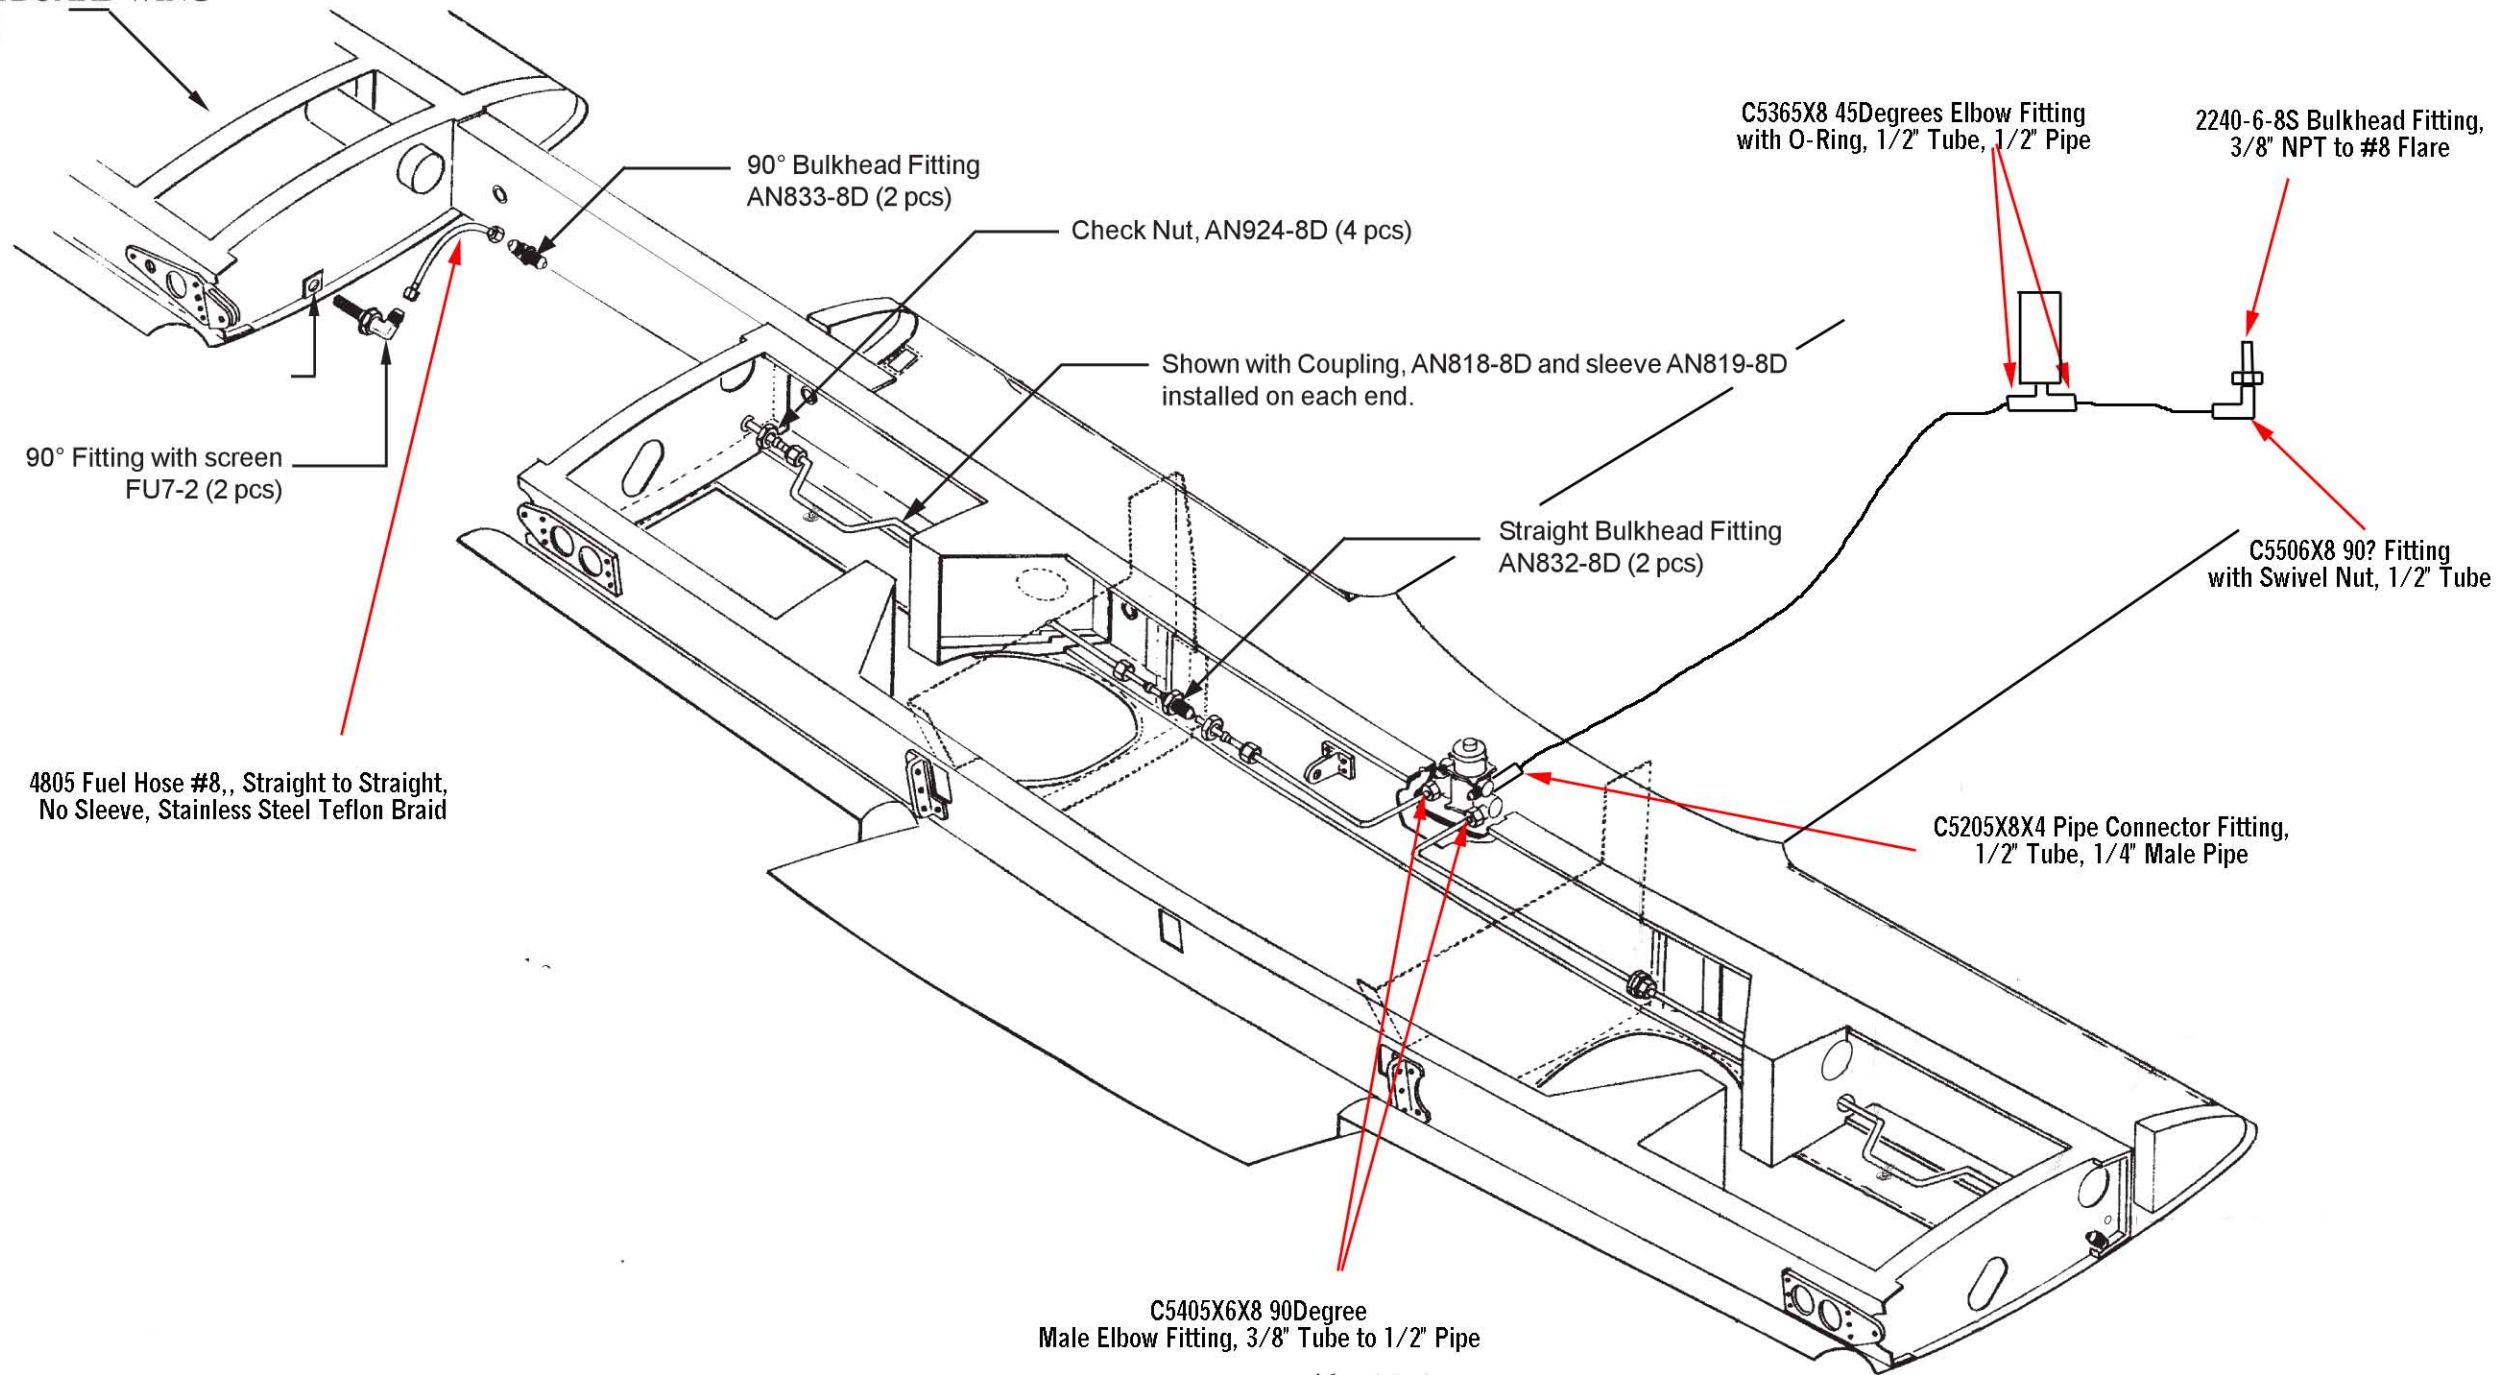 90° Bulkhead Fitting
AN833-8D (2 pcs)
Check Nut, AN924-8D (4 pcs)
C5365X8 45Degrees Elbow Fitting
with O-Ring, 1/2" Tube, 1/2" Pipe
2240-6-8S Bulkhead Fitting,
3/8" NPT to #8 Flare
Shown with Coupling, AN818-8D and sleeve AN819-8D
installed on each end.
90° Fitting with screen
FU7-2 (2 pcs)
Straight Bulkhead Fitting
AN832-8D (2 pcs)
C5506X8 90? Fitting
with Swivel Nut, 1/2" Tube
4805 Fuel Hose #8,, Straight to Straight,
No Sleeve, Stainless Steel Teflon Braid
C5205X8X4 Pipe Connector Fitting,
1/2" Tube, 1/4" Male Pipe
C5405X6X8 90Degree
Male Elbow Fitting, 3/8" Tube to 1/2" Pipe